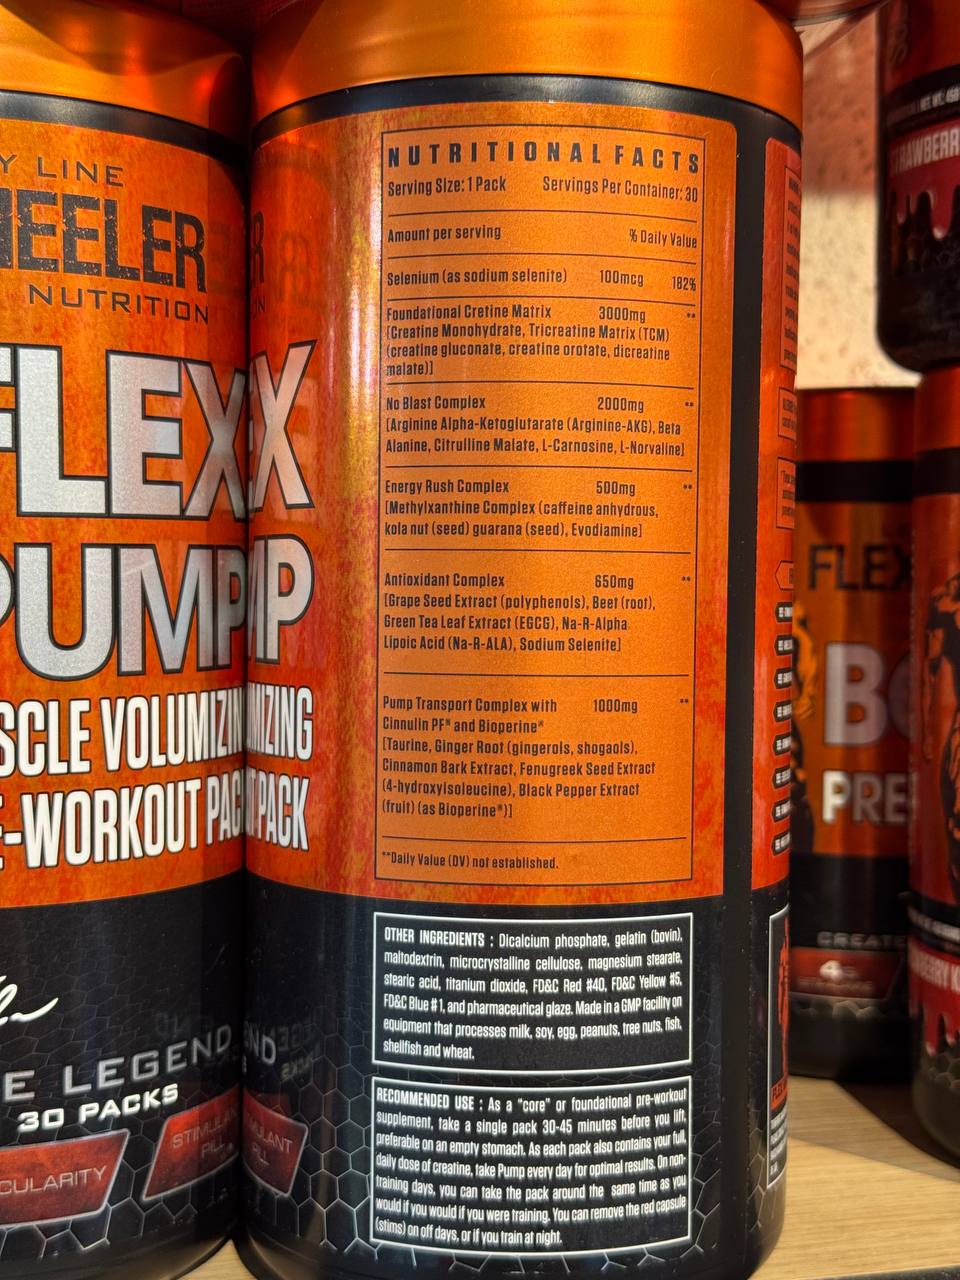 Y LINE
HEELER
NUTRITION
FLEXX
PUMP
SCLE VOLUMIZIN
E-WORKOUT PAC
E LEGEND
30 PACKS
CULARITY
R
ON
EX
MP
MIZING
T PACK
ND
NUTRITIONAL FACTS
Serving Size: 1 Pack Servings Per Container: 30
Amount per serving % Daily Value
Selenium (as sodium selenite) 100mcg 182%
Foundational Cretine Matrix 3000mg **
[Creatine Monohydrate, Tricreatine Matrix (TCM)
(creatine gluconate, creatine orotate, dicreatine
malate)]
No Blast Complex 2000mg **
[Arginine Alpha-Ketoglutarate (Arginine-AKG), Beta
Alanine, Citrulline Malate, L-Carnosine, L-Norvaline]
Energy Rush Complex 500mg **
[Methylxanthine Complex (caffeine anhydrous,
kola nut (seed) guarana (seed), Evodiamine]
Antioxidant Complex 650mg **
[Grape Seed Extract (polyphenols), Beet (root),
Green Tea Leaf Extract (EGCG), Na-R-Alpha
Lipoic Acid (Na-R-ALA), Sodium Selenite]
Pump Transport Complex with 1000mg **
Cinnulin PF® and Bioperine®
[Taurine, Ginger Root (gingerols, shogaols),
Cinnamon Bark Extract, Fenugreek Seed Extract
(4-hydroxyisoleucine), Black Pepper Extract
(fruit) (as Bioperine®)]
**Daily Value (DV) not established.
OTHER INGREDIENTS : Dicalcium phosphate, gelatin (bovin),
maltodextrin, microcrystalline cellulose, magnesium stearate,
stearic acid, titanium dioxide, FD&C Red #40, FD&C Yellow #5,
FD&C Blue #1, and pharmaceutical glaze. Made in a GMP facility on
equipment that processes milk, soy, egg, peanuts, tree nuts, fish,
shellfish and wheat.
RECOMMENDED USE : As a "core" or foundational pre-workout
supplement, take a single pack 30-45 minutes before you lift,
preferable on an empty stomach. As each pack also contains your full,
daily dose of creatine, take Pump every day for optimal results. On non-
training days, you can take the pack around the same time as you
would if you would if you were training. You can remove the red capsule
(stims) on off days, or if you train at night.
TRAWBERR
FLEX
PRE
CREATE